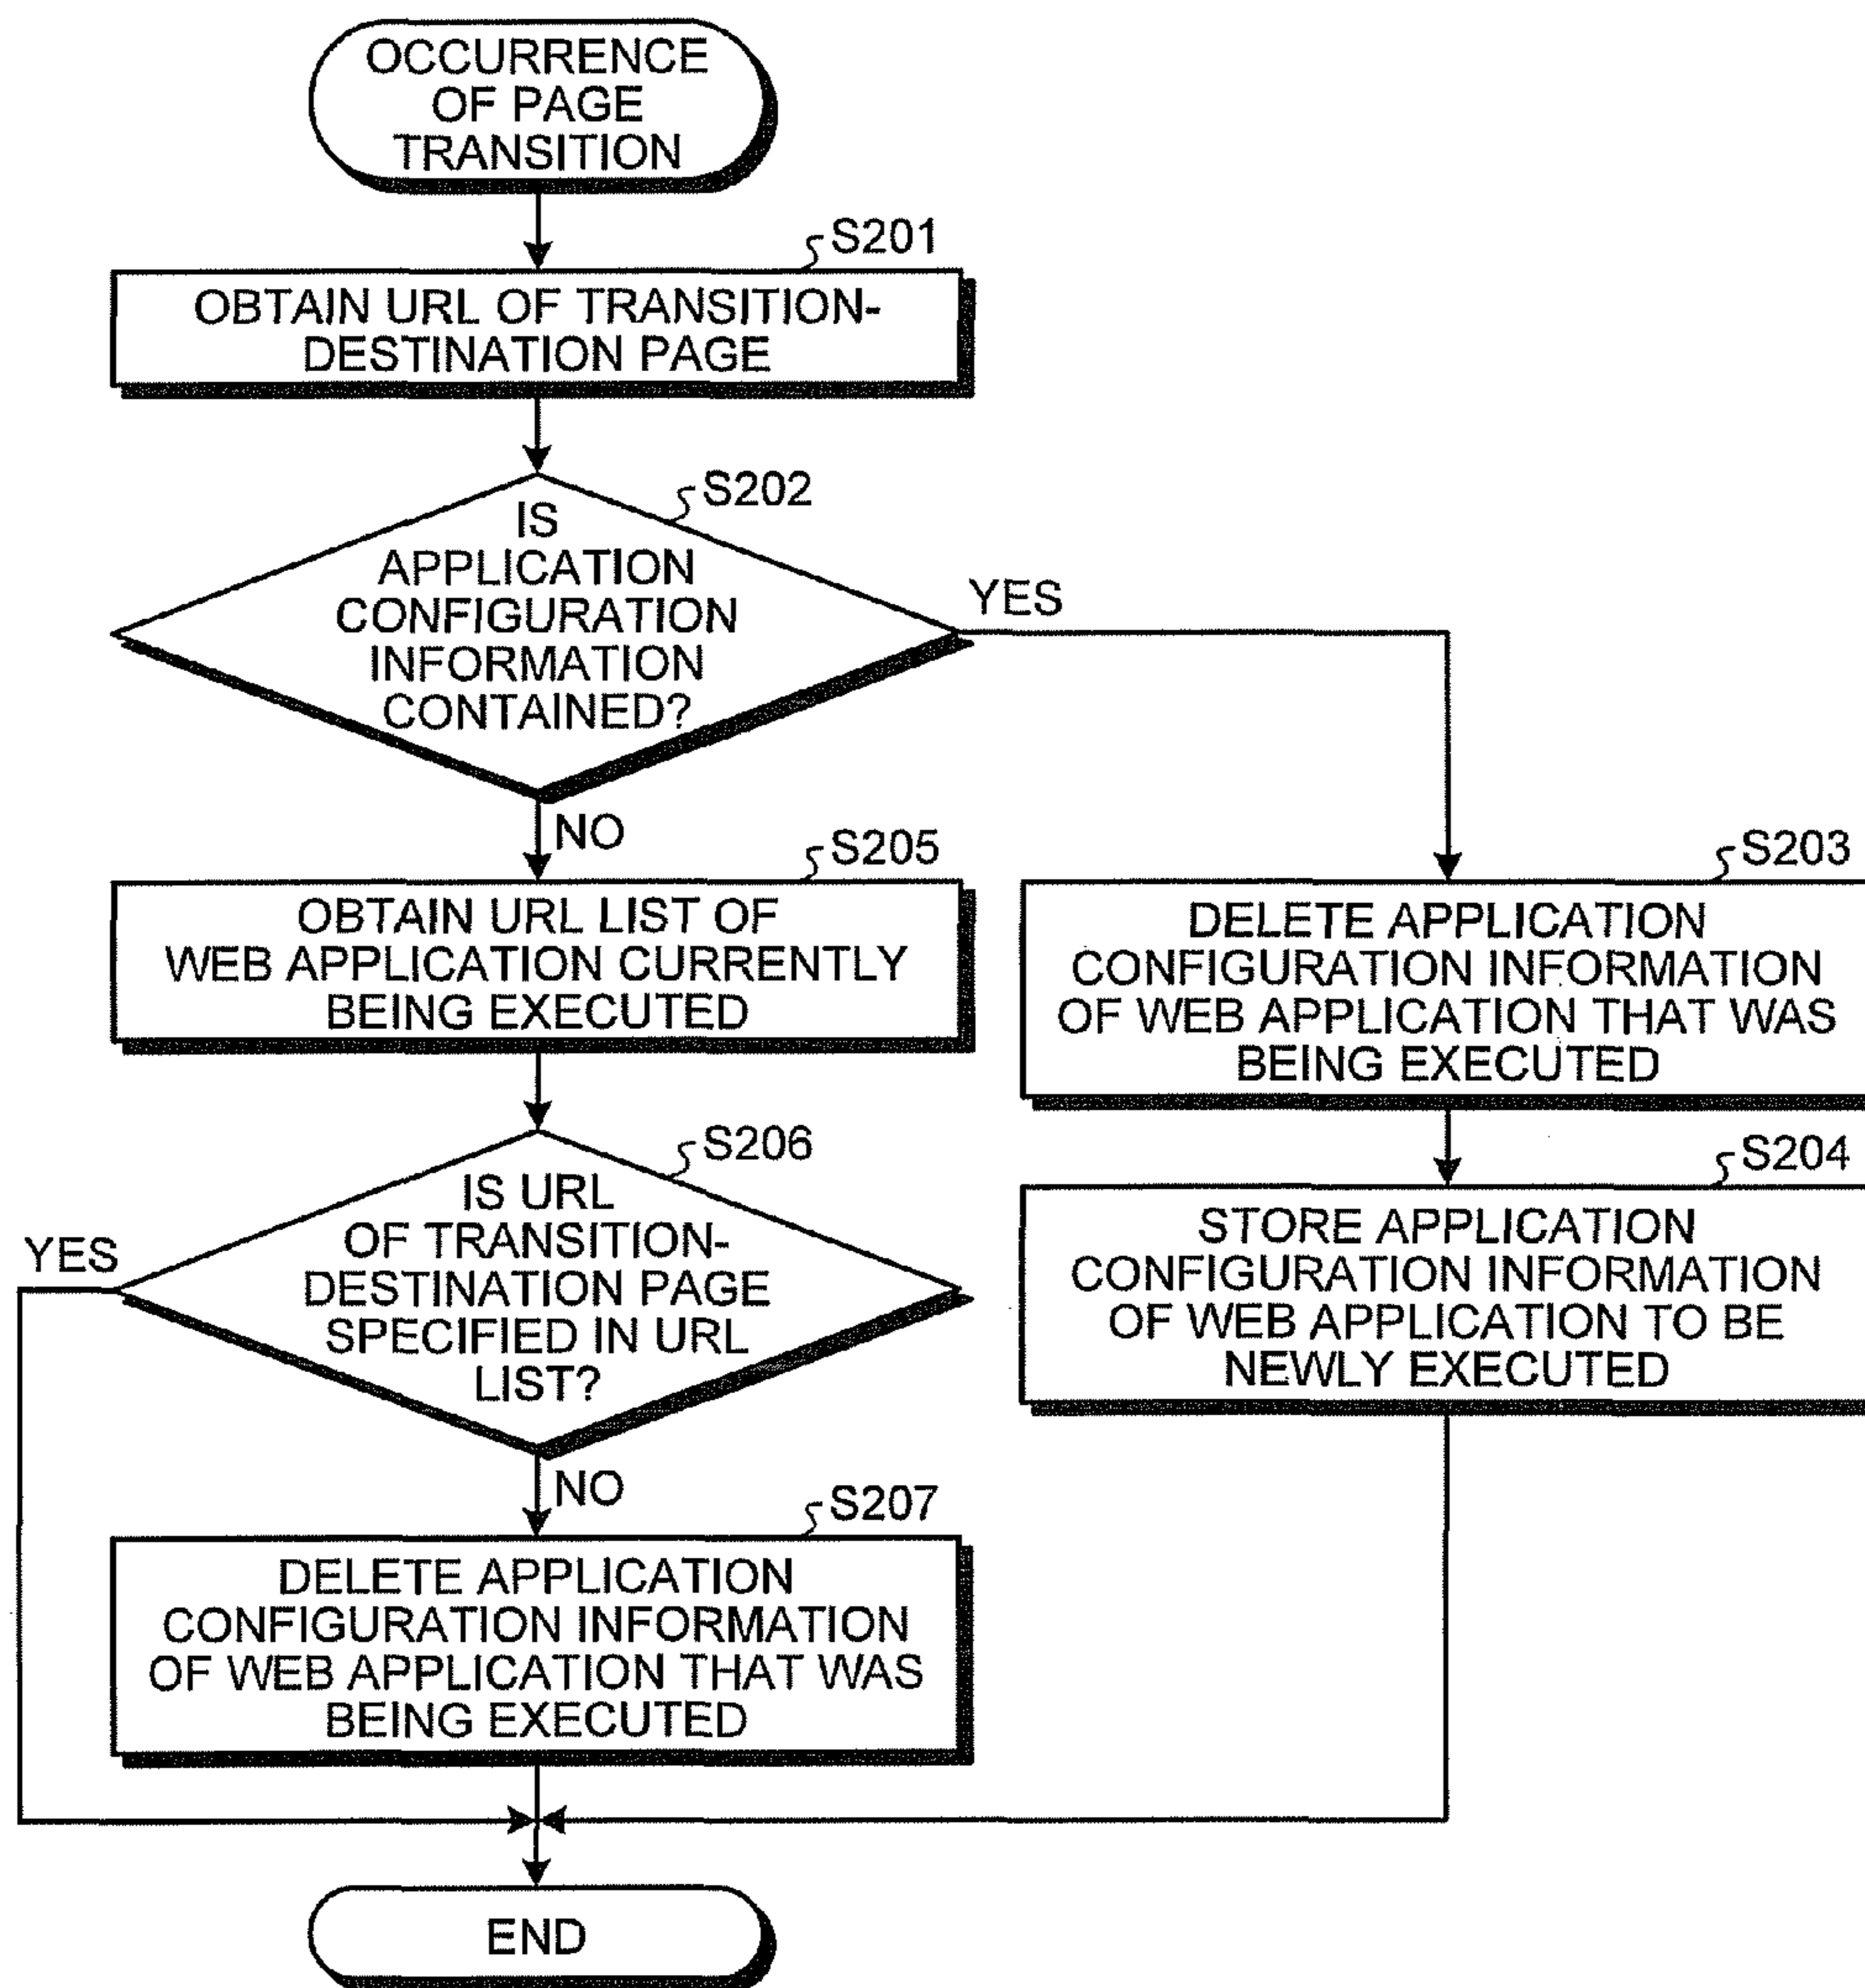 OCCURRENCE
OF PAGE
TRANSITION
S201
OBTAIN URL OF TRANSITION-
DESTINATION PAGE
S202
IS
APPLICATION
CONFIGURATION
INFORMATION
CONTAINED?
YES
NO
S205
OBTAIN URL LIST OF
WEB APPLICATION CURRENTLY
BEING EXECUTED
S203
DELETE APPLICATION
CONFIGURATION INFORMATION
OF WEB APPLICATION THAT WAS
BEING EXECUTED
S206
IS URL
OF TRANSITION-
DESTINATION PAGE
SPECIFIED IN URL
LIST?
YES
NO
S204
STORE APPLICATION
CONFIGURATION INFORMATION
OF WEB APPLICATION TO BE
NEWLY EXECUTED
S207
DELETE APPLICATION
CONFIGURATION INFORMATION
OF WEB APPLICATION THAT WAS
BEING EXECUTED
END